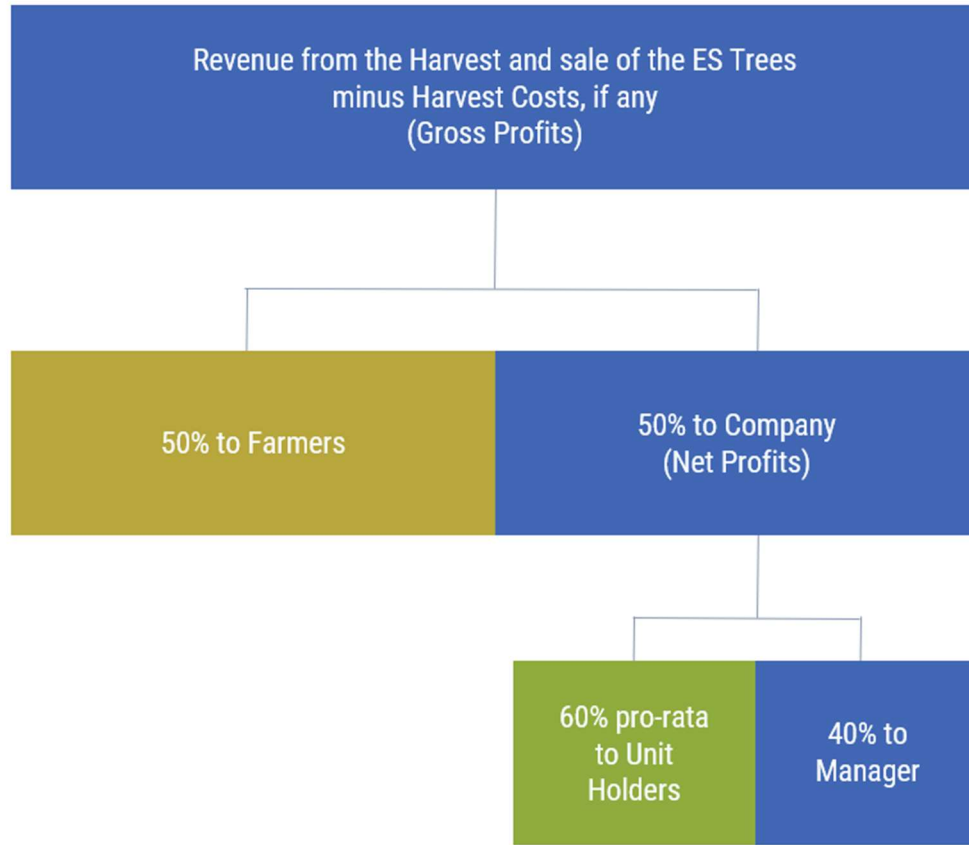 Revenue from the Harvest and sale of the ES Trees
minus Harvest Costs, if any
(Gross Profits)
50% to Farmers
50% to Company
(Net Profits)
60% pro-rata
to Unit
Holders
40% to
Manager